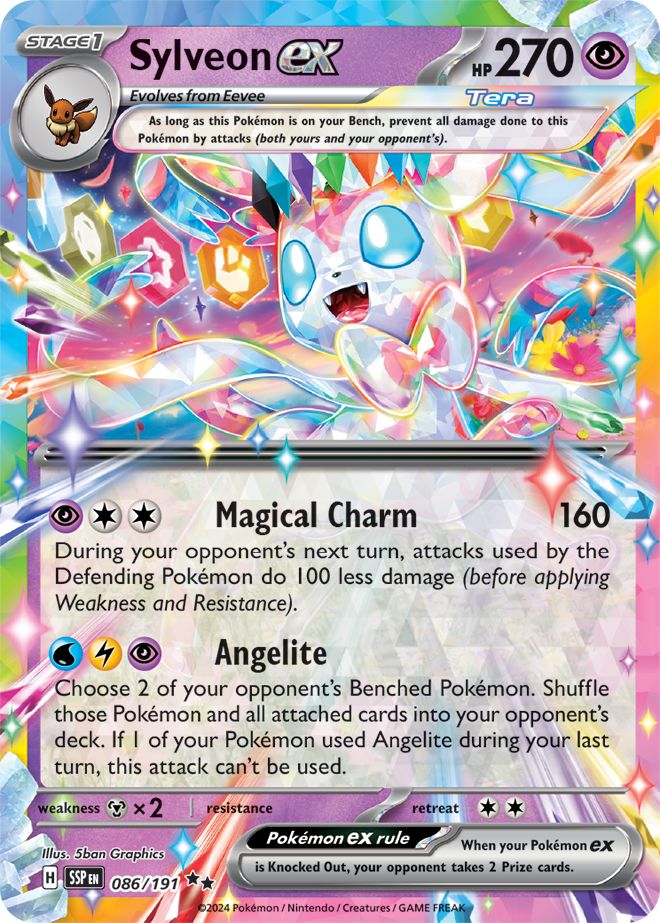 STAGE1
Sylveon ex
HP 270
Evolves from Eevee
Tera
As long as this Pokémon is on your Bench, prevent all damage done to this
Pokémon by attacks (both yours and your opponent's).
Magical Charm 160
During your opponent's next turn, attacks used by the
Defending Pokémon do 100 less damage (before applying
Weakness and Resistance).
Angelite
Choose 2 of your opponent's Benched Pokémon. Shuffle
those Pokémon and all attached cards into your opponent's
deck. If 1 of your Pokémon used Angelite during your last
turn, this attack can't be used.
weakness ×2 resistance retreat
Pokémon ex rule
When your Pokémon ex
is Knocked Out, your opponent takes 2 Prize cards.
Illus. 5ban Graphics
H SSP EN 086/191 ★★
©2024 Pokémon / Nintendo / Creatures / GAME FREAK